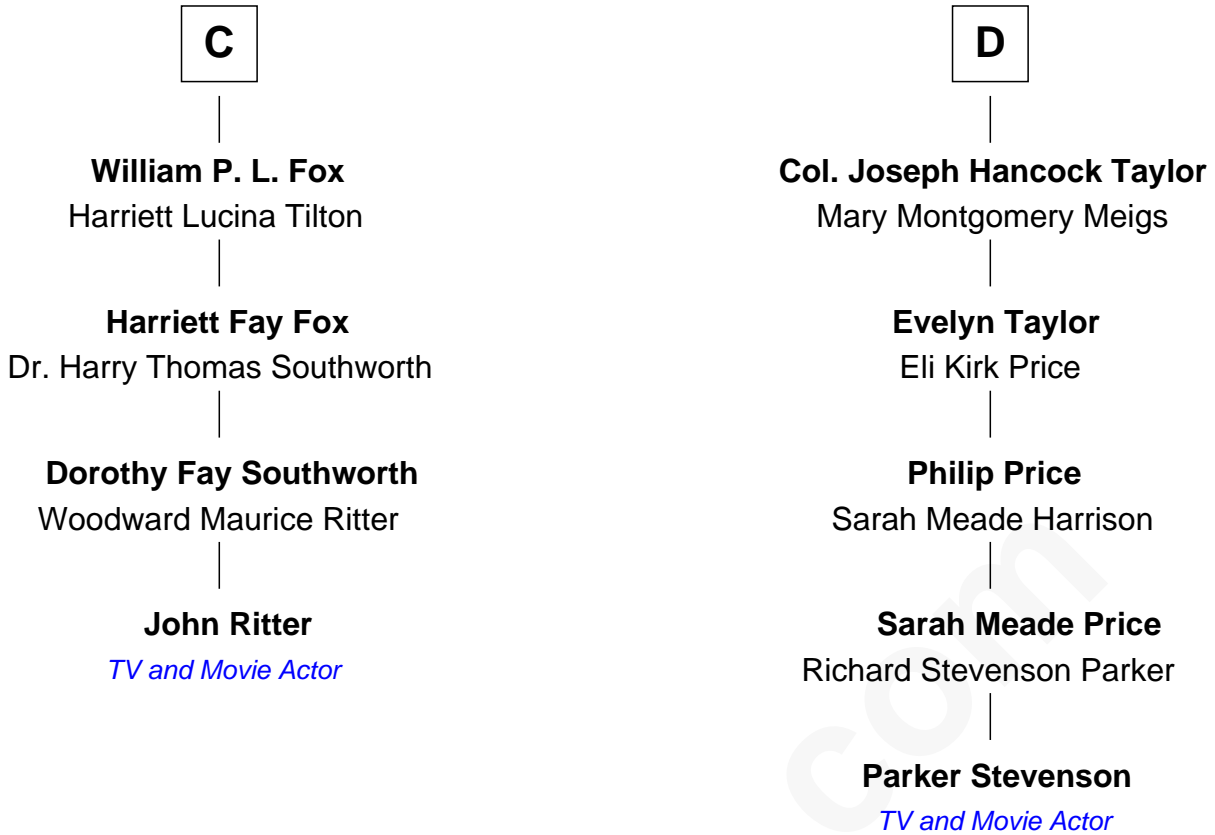 C
William P. L. Fox
Harriett Lucina Tilton
Harriett Fay Fox
Dr. Harry Thomas Southworth
Dorothy Fay Southworth
Woodward Maurice Ritter
John Ritter
TV and Movie Actor
D
Col. Joseph Hancock Taylor
Mary Montgomery Meigs
Evelyn Taylor
Eli Kirk Price
Philip Price
Sarah Meade Harrison
Sarah Meade Price
Richard Stevenson Parker
Parker Stevenson
TV and Movie Actor
com